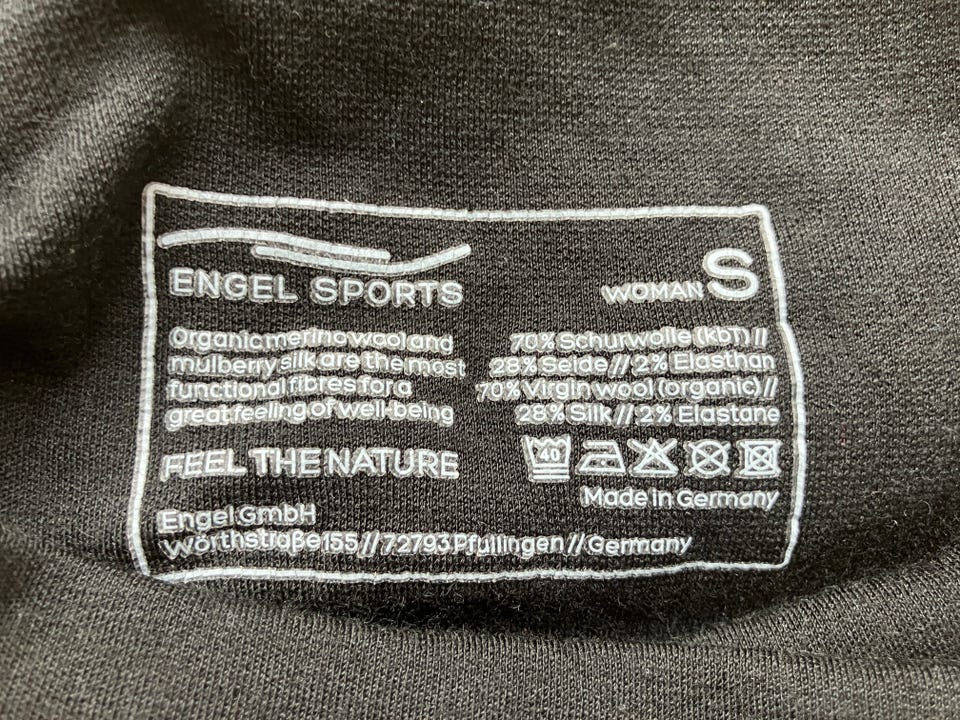 ENGEL SPORTS
WOMAN S
Organic merino wool and
mulberry silk are the most
functional fibres for a
great feeling of well-being
FEEL THE NATURE
70% Schurwolle (kbT) //
28% Seide // 2% Elasthan
70% Virgin wool (organic) //
28% Silk // 2% Elastane
40
Made in Germany
Engel GmbH
Wörthstraße 155 // 72793 Pfullingen // Germany